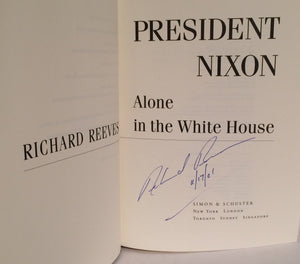 PRESIDENT
NIXON
Alone
in the White House
RICHARD REEVES
SIMON & SCHUSTER
NEW YORK LONDON
TORONTO SYDNEY SINGAPORE